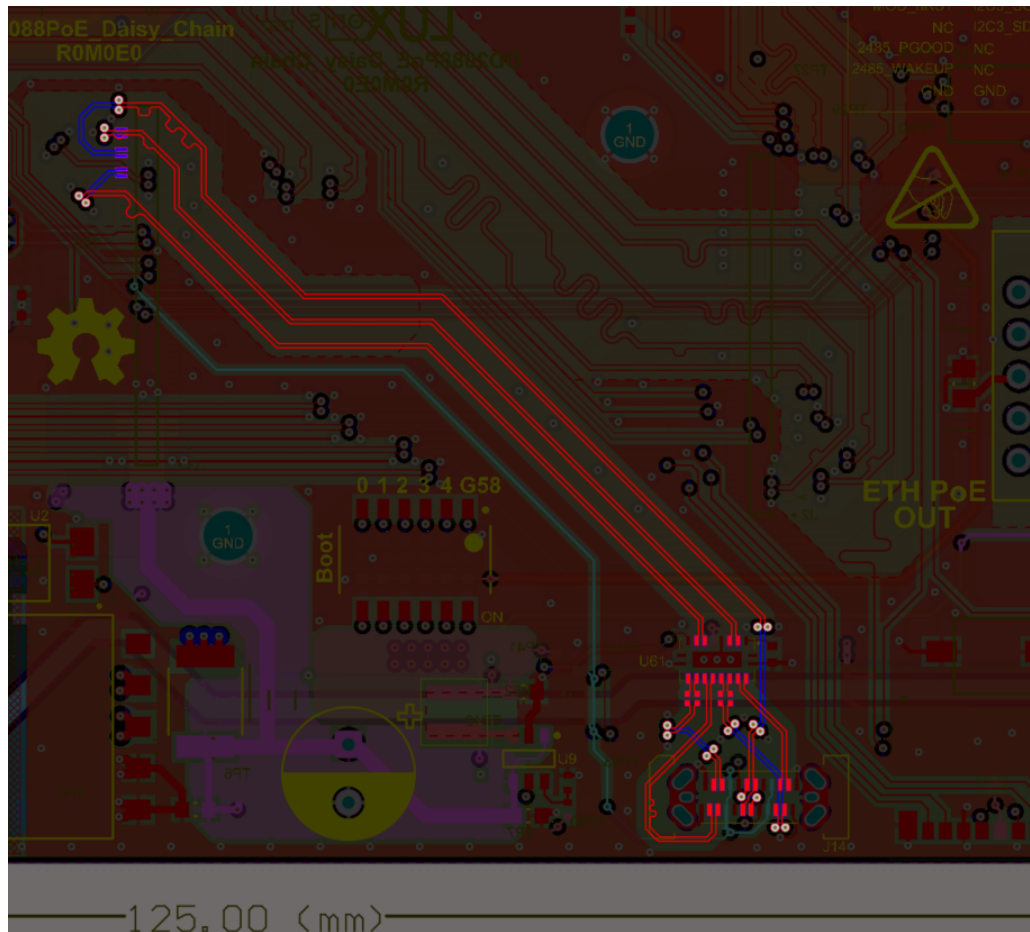 088PoE_Daisy_Chain
R0M0E0
NC
I2C3_SC
2485_PGOOD
NC
2485_WAKEUP
NC
GND
GND
1
GND
ETH PoE
OUT
0 1 2 3 4 G58
U2
1
GND
Boot
ON
U61
U9
J14
125.00 (mm)